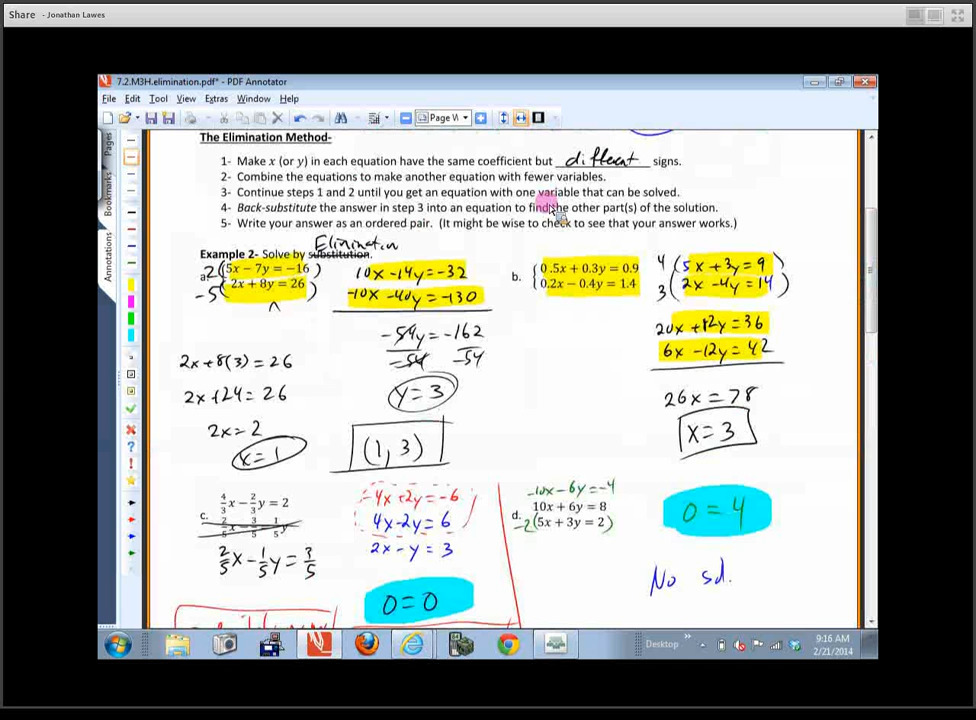 Share - Jonathan Lawes
7.2.M3H.elimination.pdf* - PDF Annotator
File Edit Tool View Extras Window Help
Page W
Pages
Bookmarks
Annotations
The Elimination Method-
1- Make x (or y) in each equation have the same coefficient but different signs.
2- Combine the equations to make another equation with fewer variables.
3- Continue steps 1 and 2 until you get an equation with one variable that can be solved.
4- Back-substitute the answer in step 3 into an equation to find the other part(s) of the solution.
5- Write your answer as an ordered pair. (It might be wise to check to see that your answer works.)
Elimination
Example 2- Solve by substitution.
a. 2(5x − 7y = −16)
-5(2x + 8y = 26)
10x -14y = -32
-10x -40y = -130
-54y = -162
-54 -54
y = 3
2x + 8(3) = 26
2x + 24 = 26
2x = 2
x = 1
(1, 3)
b. {0.5x + 0.3y = 0.9
0.2x − 0.4y = 1.4
4(5x + 3y = 9)
3(2x -4y = 14)
20x + 12y = 36
6x -12y = 42
26x = 78
x = 3
c. 4/3x − 2/3y = 2
2/5x - 1/5y = 3/5
-4x +2y = -6
4x -2y = 6
2x - y = 3
0 = 0
d. -10x -6y = -4
10x + 6y = 8
-2(5x + 3y = 2)
0 = 4
No sol.
Desktop
9:16 AM
2/21/2014